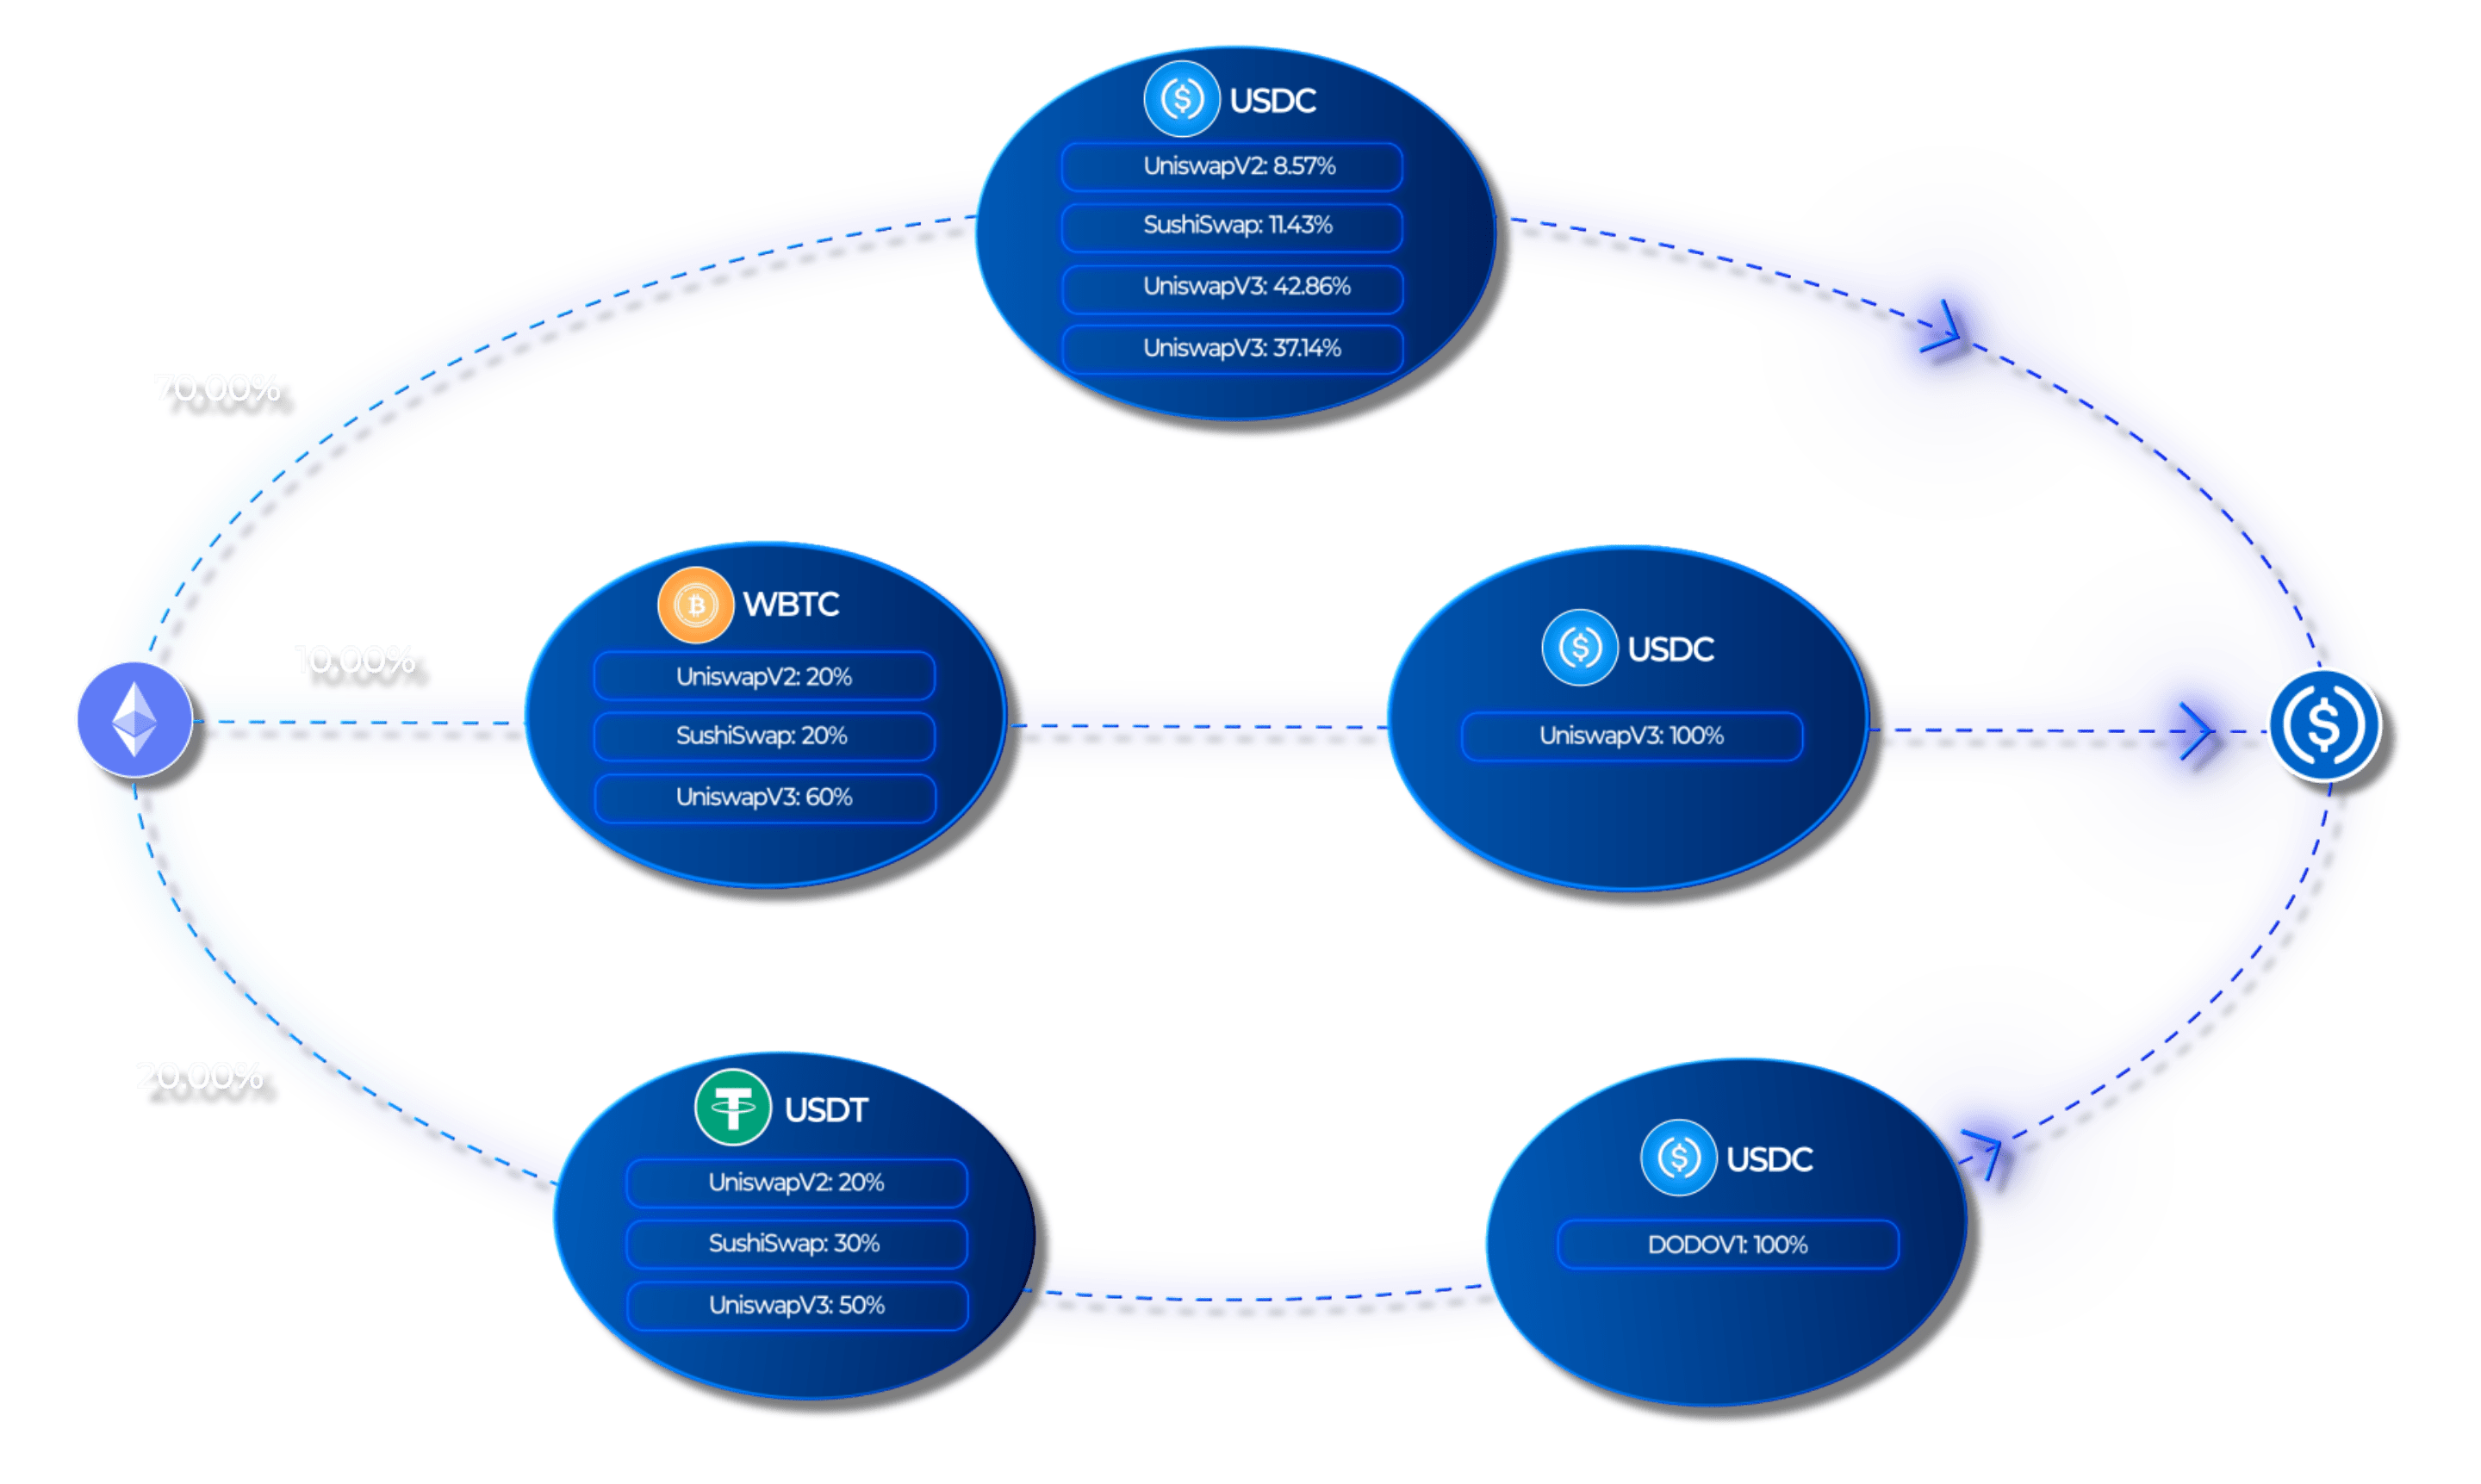 USDC
UniswapV2: 8.57%
SushiSwap: 11.43%
UniswapV3: 42.86%
UniswapV3: 37.14%
70.00%
10.00%
WBTC
UniswapV2: 20%
SushiSwap: 20%
UniswapV3: 60%
USDC
UniswapV3: 100%
20.00%
USDT
UniswapV2: 20%
SushiSwap: 30%
UniswapV3: 50%
USDC
DODOV1: 100%